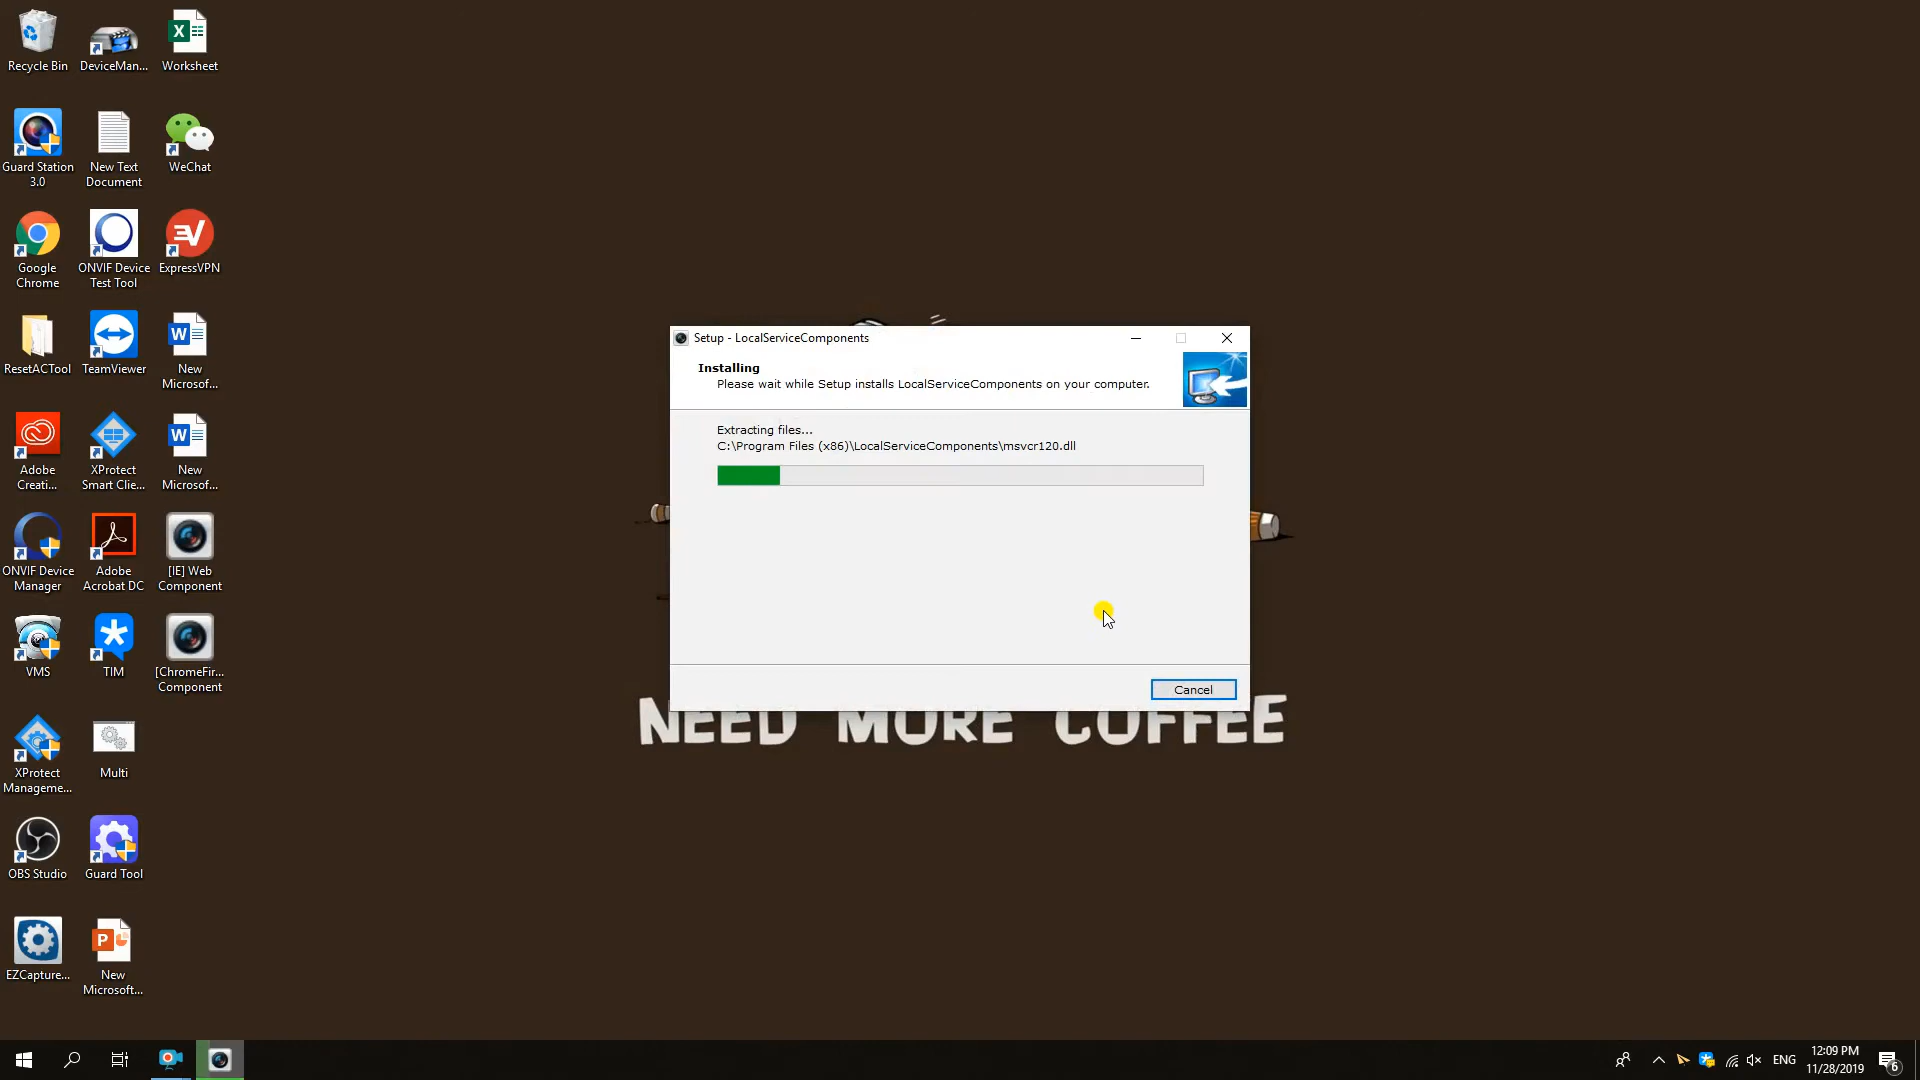 Recycle Bin
DeviceMan...
Worksheet
Guard Station
3.0
New Text
Document
WeChat
Google
Chrome
ONVIF Device
Test Tool
ExpressVPN
ResetACTool
TeamViewer
New
Microsof...
Adobe
Creati...
XProtect
Smart Clie...
New
Microsof...
ONVIF Device
Manager
Adobe
Acrobat DC
[IE] Web
Component
VMS
TIM
[ChromeFir...
Component
XProtect
Manageme...
Multi
OBS Studio
Guard Tool
EZCapture...
New
Microsoft...
Setup - LocalServiceComponents
Installing
Please wait while Setup installs LocalServiceComponents on your computer.
Extracting files...
C:\Program Files (x86)\LocalServiceComponents\msvcr120.dll
Cancel
NEED MORE COFFEE
ENG
12:09 PM
11/28/2019
6